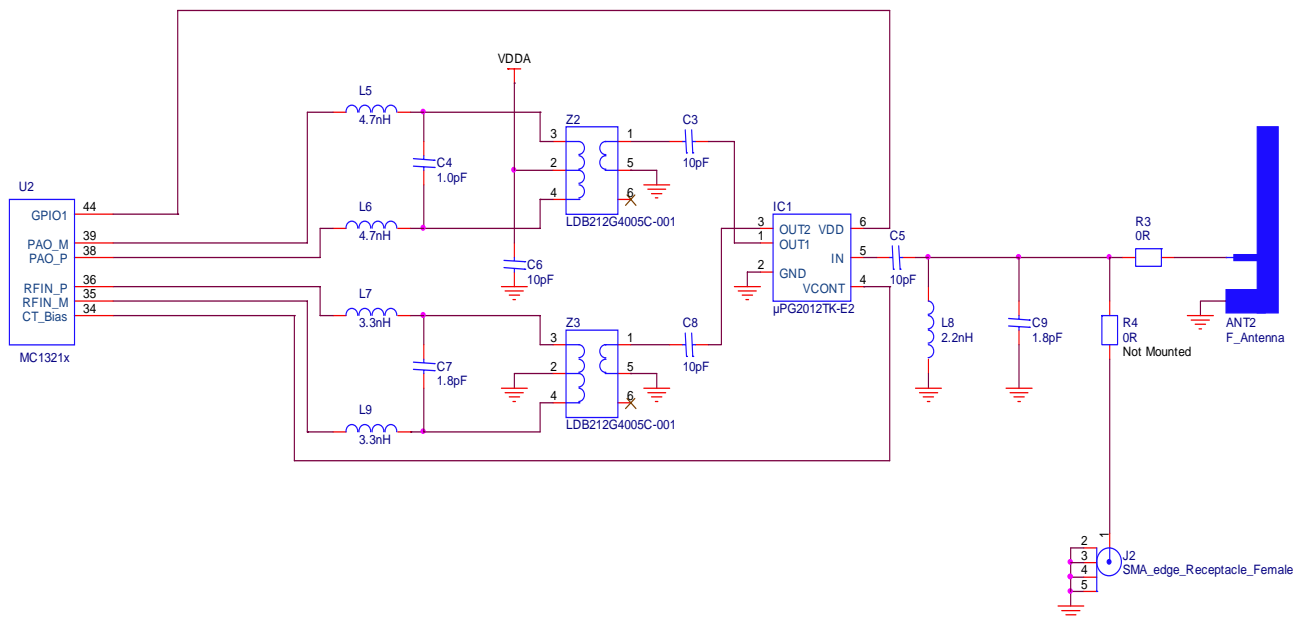 VDDA
L5
4.7nH
C4
1.0pF
L6
4.7nH
Z2
3
2
4
1
5
6
LDB212G4005C-001
C3
10pF
U2
GPIO1
44
PAO_M
39
PAO_P
38
RFIN_P
36
RFIN_M
35
CT_Bias
34
MC1321x
C6
10pF
IC1
3
OUT2
VDD
6
1
OUT1
IN
5
2
GND
VCONT
4
µPG2012TK-E2
C5
10pF
R3
0R
L7
3.3nH
C7
1.8pF
L9
3.3nH
Z3
3
2
4
1
5
6
LDB212G4005C-001
C8
10pF
L8
2.2nH
C9
1.8pF
R4
0R
Not Mounted
ANT2
F_Antenna
1
2
3
4
5
J2
SMA_edge_Receptacle_Female